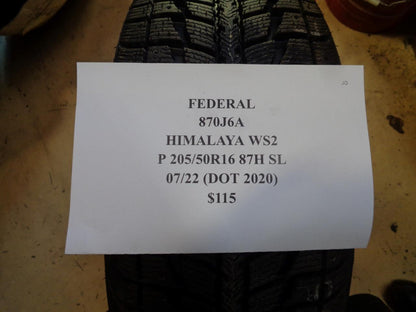 FEDERAL
870J6A
HIMALAYA WS2
P 205/50R16 87H SL
07/22 (DOT 2020)
$115